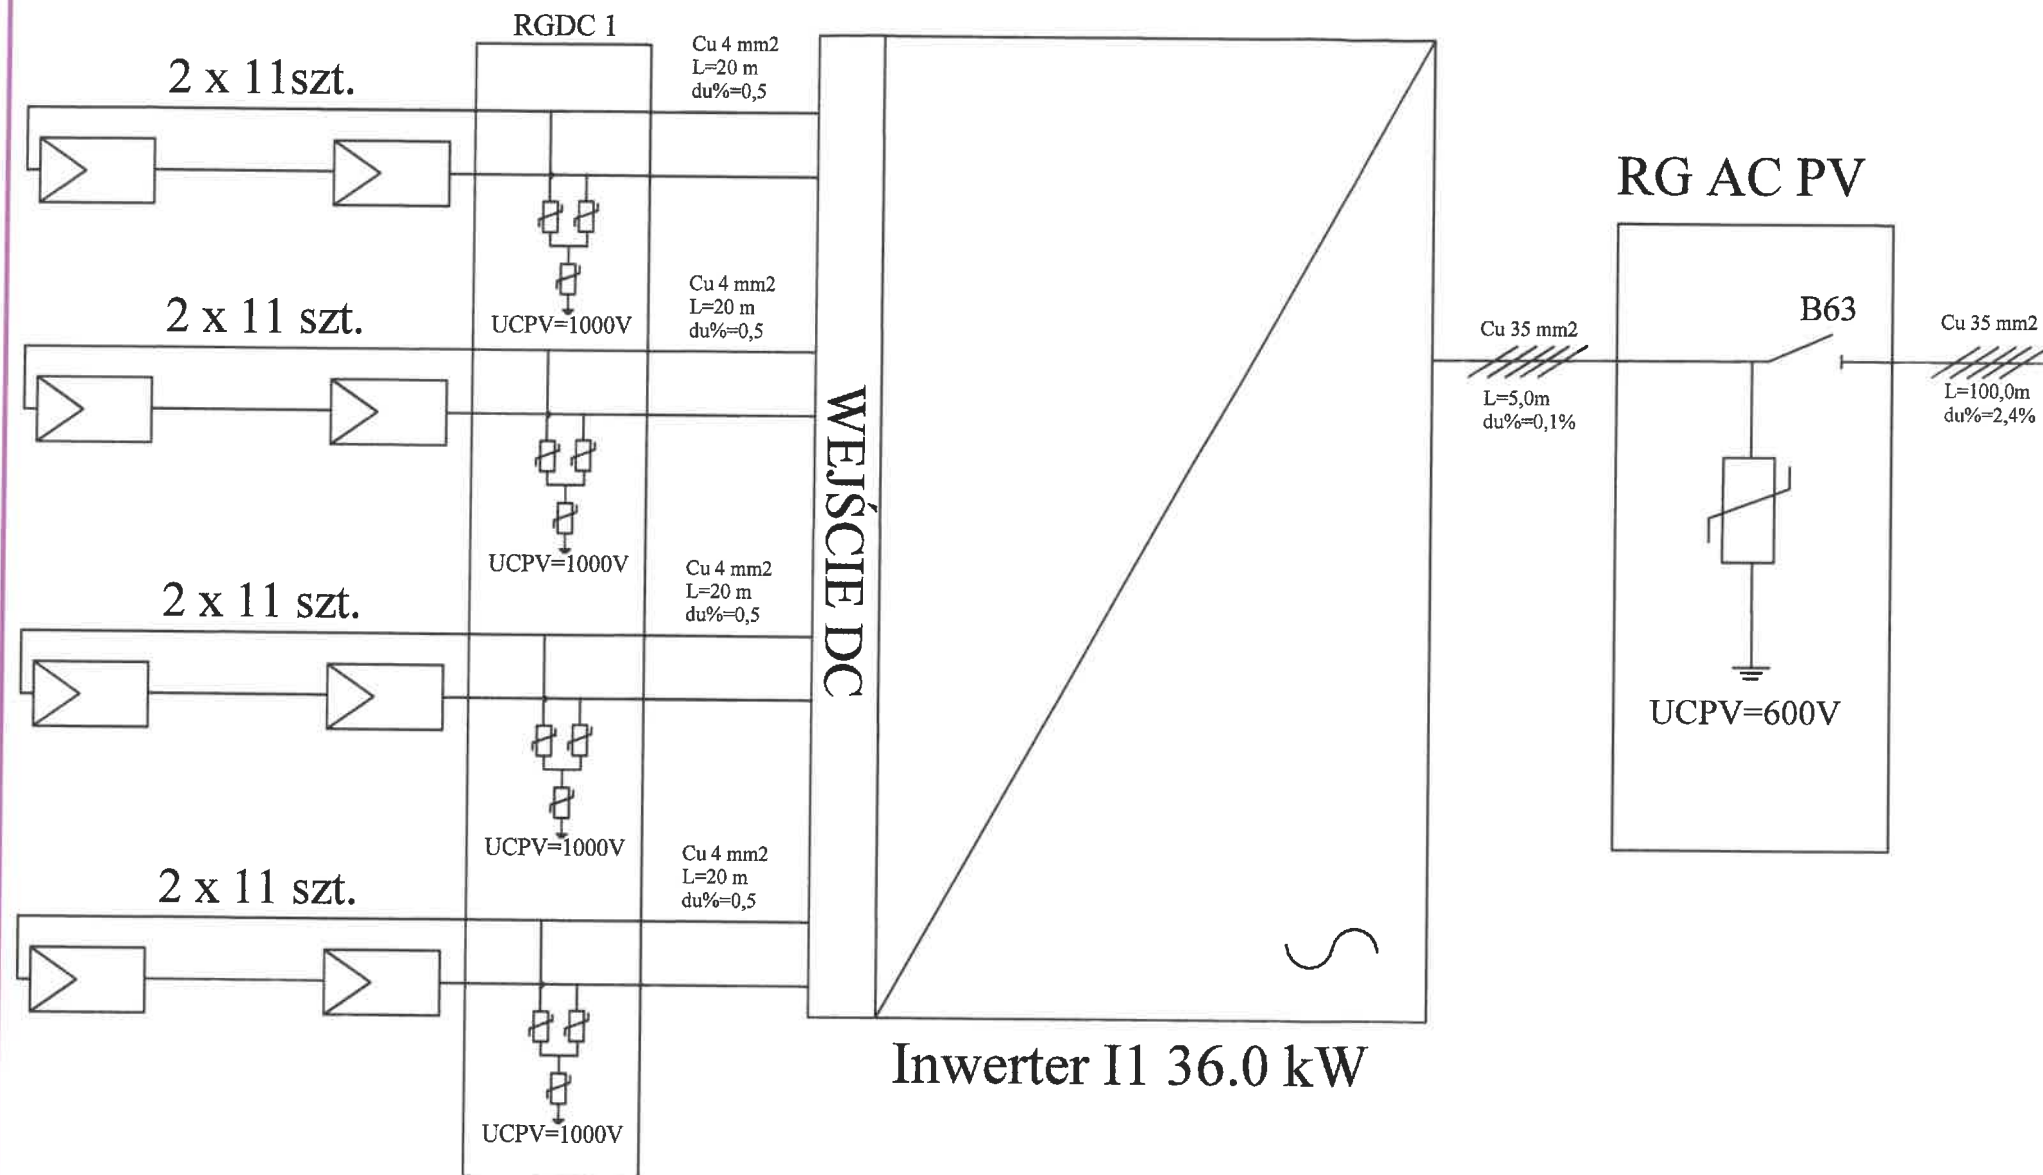 RGDC 1
2 x 11szt.
Cu 4 mm2
L=20 m
du%=0,5
UCPV=1000V
2 x 11 szt.
Cu 4 mm2
L=20 m
du%=0,5
UCPV=1000V
2 x 11 szt.
Cu 4 mm2
L=20 m
du%=0,5
UCPV=1000V
2 x 11 szt.
Cu 4 mm2
L=20 m
du%=0,5
UCPV=1000V
WEJŚCIE DC
Inwerter I1 36.0 kW
Cu 35 mm2
L=5,0m
du%=0,1%
RG AC PV
B63
UCPV=600V
Cu 35 mm2
L=100,0m
du%=2,4%